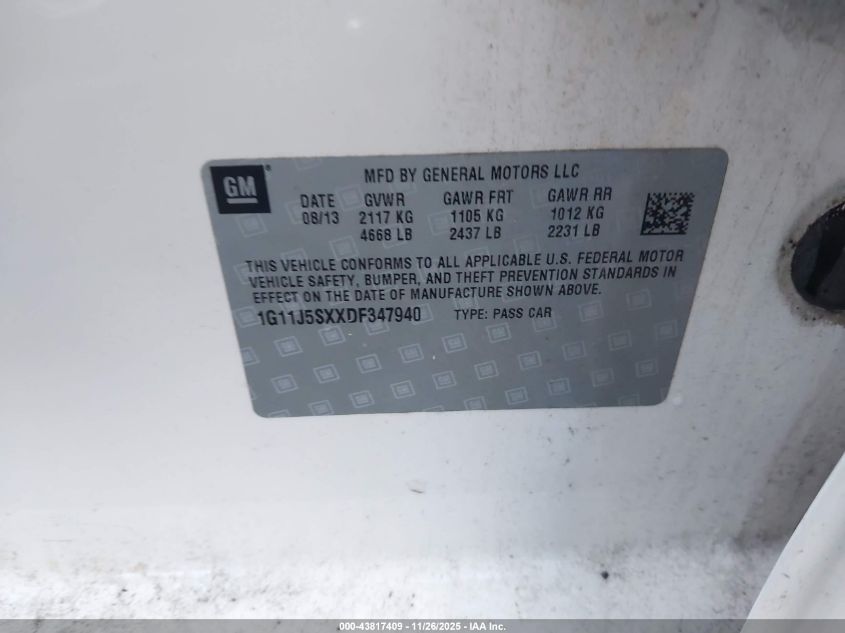 GM
MFD BY GENERAL MOTORS LLC
DATE GVWR GAWR FRT GAWR RR
08/13 2117 KG 1105 KG 1012 KG
4668 LB 2437 LB 2231 LB
THIS VEHICLE CONFORMS TO ALL APPLICABLE U.S. FEDERAL MOTOR
VEHICLE SAFETY, BUMPER, AND THEFT PREVENTION STANDARDS IN
EFFECT ON THE DATE OF MANUFACTURE SHOWN ABOVE.
1G11J5SXXDF347940 TYPE: PASS CAR
000-43817409 - 11/26/2025 - IAA Inc.